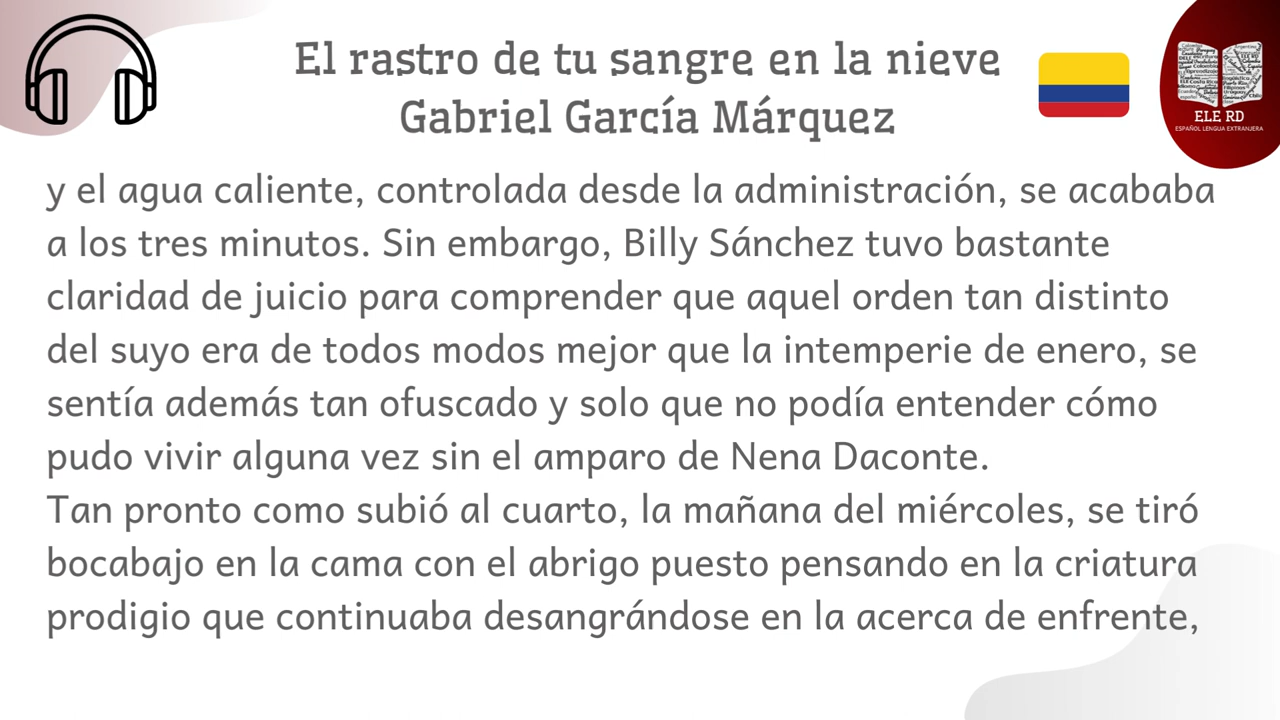 El rastro de tu sangre en la nieve
Gabriel García Márquez
ELE RD
ESPAÑOL LENGUA EXTRANJERA
y el agua caliente, controlada desde la administración, se acababa
a los tres minutos. Sin embargo, Billy Sánchez tuvo bastante
claridad de juicio para comprender que aquel orden tan distinto
del suyo era de todos modos mejor que la intemperie de enero, se
sentía además tan ofuscado y solo que no podía entender cómo
pudo vivir alguna vez sin el amparo de Nena Daconte.
Tan pronto como subió al cuarto, la mañana del miércoles, se tiró
bocabajo en la cama con el abrigo puesto pensando en la criatura
prodigio que continuaba desangrándose en la acerca de enfrente,